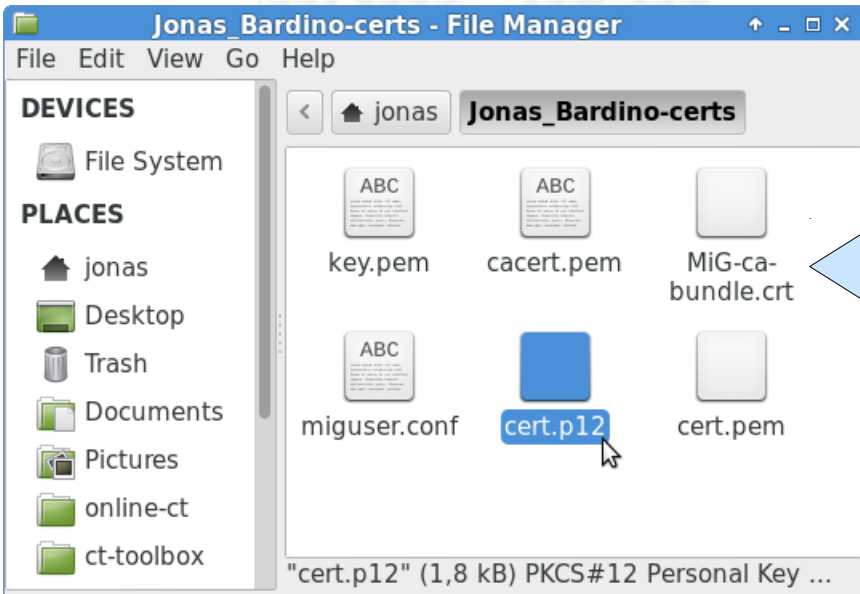 Jonas_Bardino-certs - File Manager
File Edit View Go Help
DEVICES
File System
PLACES
jonas
Desktop
Trash
Documents
Pictures
online-ct
ct-toolbox
jonas Jonas_Bardino-certs
ABC ABC
key.pem cacert.pem MiG-ca-
bundle.crt
ABC
miguser.conf cert.p12 cert.pem
"cert.p12" (1,8 kB) PKCS#12 Personal Key ...